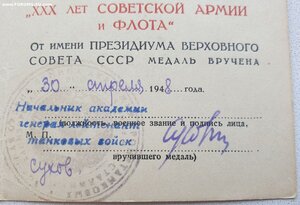 „XXX ЛЕТ СОВЕТСКОЙ АРМИИ
И ФЛОТА"
ОТ ИМЕНИ ПРЕЗИДИУМА ВЕРХОВНОГО
СОВЕТА СССР МЕДАЛЬ ВРУЧЕНА
„30" апреля 1948 года.
Начальник академии
генерал-лейтенант
танковых войск
М. П. (должность, военное звание и подпись лица,
вручившего медаль)
Сухов.